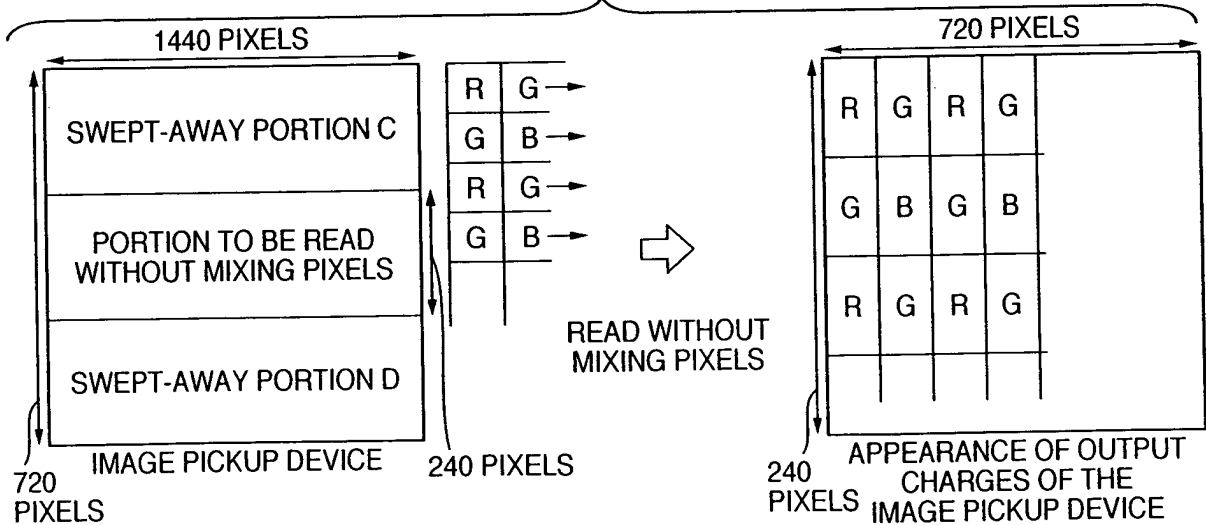 1440 PIXELS
SWEPT-AWAY PORTION C
PORTION TO BE READ
WITHOUT MIXING PIXELS
SWEPT-AWAY PORTION D
720
PIXELS
IMAGE PICKUP DEVICE
240 PIXELS
R G
G B
R G
G B
READ WITHOUT
MIXING PIXELS
720 PIXELS
R G R G
G B G B
R G R G
240
PIXELS
APPEARANCE OF OUTPUT
CHARGES OF THE
IMAGE PICKUP DEVICE